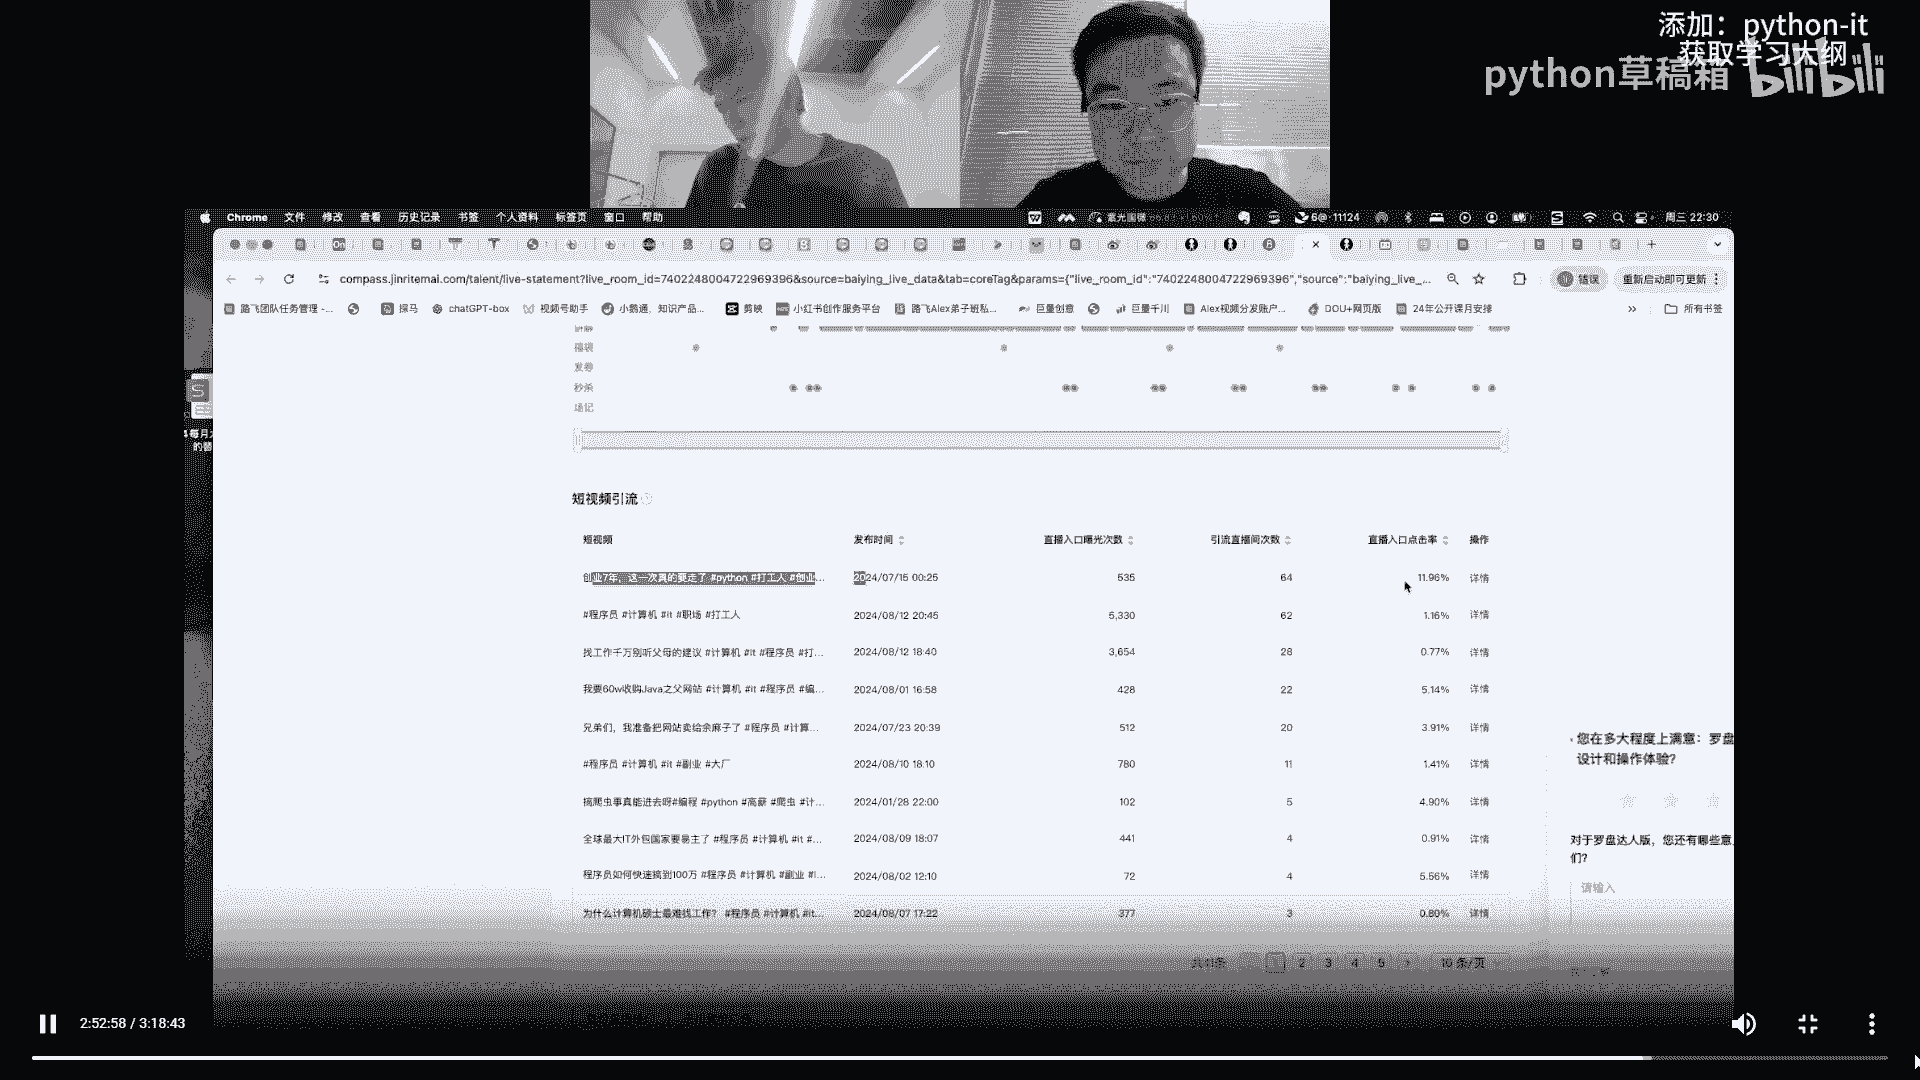 添加：python-it
获取学习大纲
python草稿箱 bilibili
Chrome 文件 修改 查看 历史记录 书签 个人资料 标签页 窗口 帮助
6@·11124 周三 22:30
compass.jinritemai.com/talent/live-statement?live_room_id=7402248004722969396&source=baiying_live_data&tab=coreTag&params={"live_room_id":"7402248004722969396","source":"baiying_live_...
错误 重新启动即可更新
路飞团队任务管理 -... 探马 chatGPT-box 视频号助手 小鹅通，知识产品... 剪映 小红书创作服务平台 路飞Alex弟子班私... 巨量创意 巨量千川 Alex视频分发账户... DOU+网页版 24年公开课月安排 » 所有书签
福袋
发券
秒杀
场记
短视频引流
短视频 发布时间 直播入口曝光次数 引流直播间次数 直播入口点击率 操作
创业7年，这一次真的要走了 #python #打工人 #创业... 2024/07/15 00:25 535 64 11.96% 详情
#程序员 #计算机 #it #职场 #打工人 2024/08/12 20:45 5,330 62 1.16% 详情
找工作千万别听父母的建议 #计算机 #it #程序员 #打... 2024/08/12 18:40 3,654 28 0.77% 详情
我要60w收购Java之父网站 #计算机 #it #程序员 #编... 2024/08/01 16:58 428 22 5.14% 详情
兄弟们，我准备把网站卖给余麻子了 #程序员 #计算... 2024/07/23 20:39 512 20 3.91% 详情
#程序员 #计算机 #it #副业 #大厂 2024/08/10 18:10 780 11 1.41% 详情
搞爬虫事真能进去呀#编程 #python #高薪 #爬虫 #计... 2024/01/28 22:00 102 5 4.90% 详情
全球最大IT外包国家要易主了 #程序员 #计算机 #it #... 2024/08/09 18:07 441 4 0.91% 详情
程序员如何快速搞到100万 #程序员 #计算机 #副业 #i... 2024/08/02 12:10 72 4 5.56% 详情
为什么计算机硕士最难找工作？ #程序员 #计算机 #it... 2024/08/07 17:22 377 3 0.80% 详情
1 2 3 4 5 10 条/页
您在多大程度上满意：罗盘
设计和操作体验?
对于罗盘达人版，您还有哪些意
们?
请输入
2:52:58 / 3:18:43